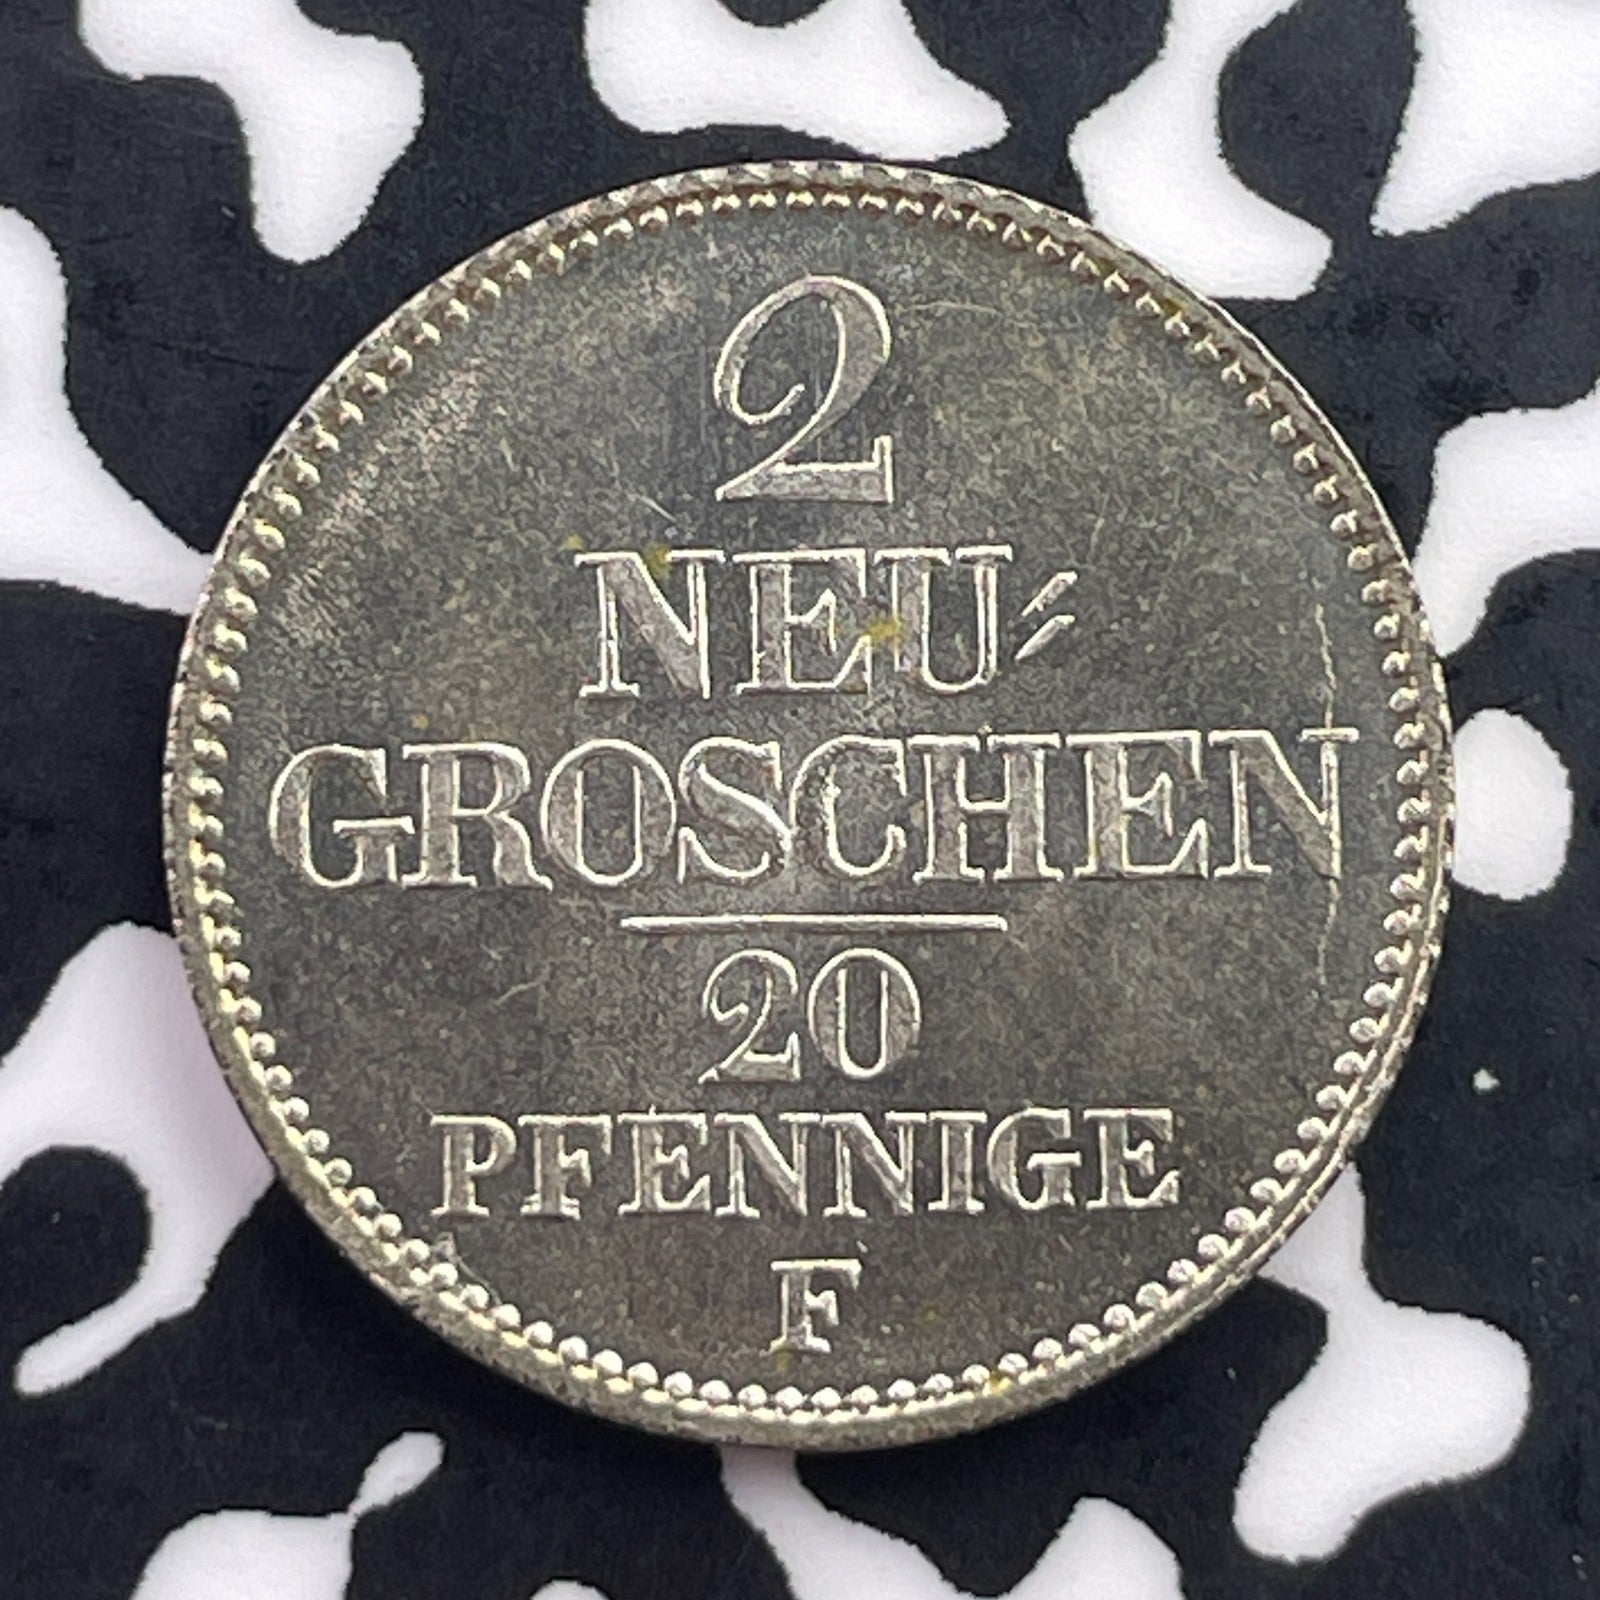 2
NEU⸗
GROSCHEN
20
PFENNIGE
F